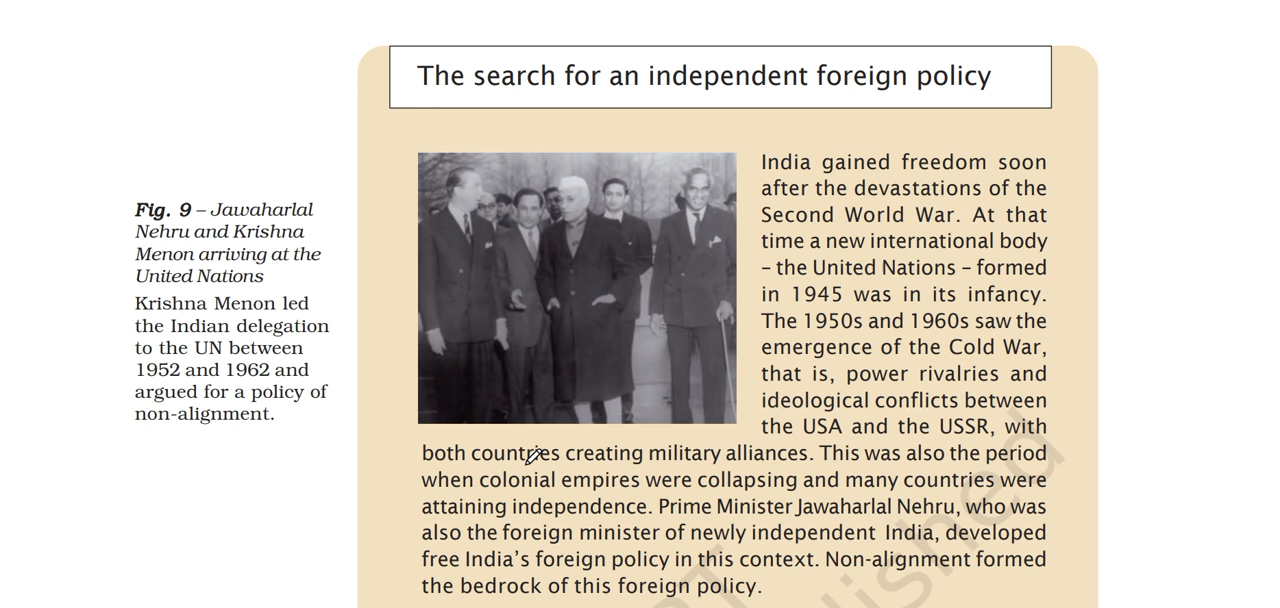 The search for an independent foreign policy
Fig. 9 – Jawaharlal
Nehru and Krishna
Menon arriving at the
United Nations
Krishna Menon led
the Indian delegation
to the UN between
1952 and 1962 and
argued for a policy of
non-alignment.
India gained freedom soon
after the devastations of the
Second World War. At that
time a new international body
– the United Nations – formed
in 1945 was in its infancy.
The 1950s and 1960s saw the
emergence of the Cold War,
that is, power rivalries and
ideological conflicts between
the USA and the USSR, with
both countries creating military alliances. This was also the period
when colonial empires were collapsing and many countries were
attaining independence. Prime Minister Jawaharlal Nehru, who was
also the foreign minister of newly independent India, developed
free India’s foreign policy in this context. Non-alignment formed
the bedrock of this foreign policy.